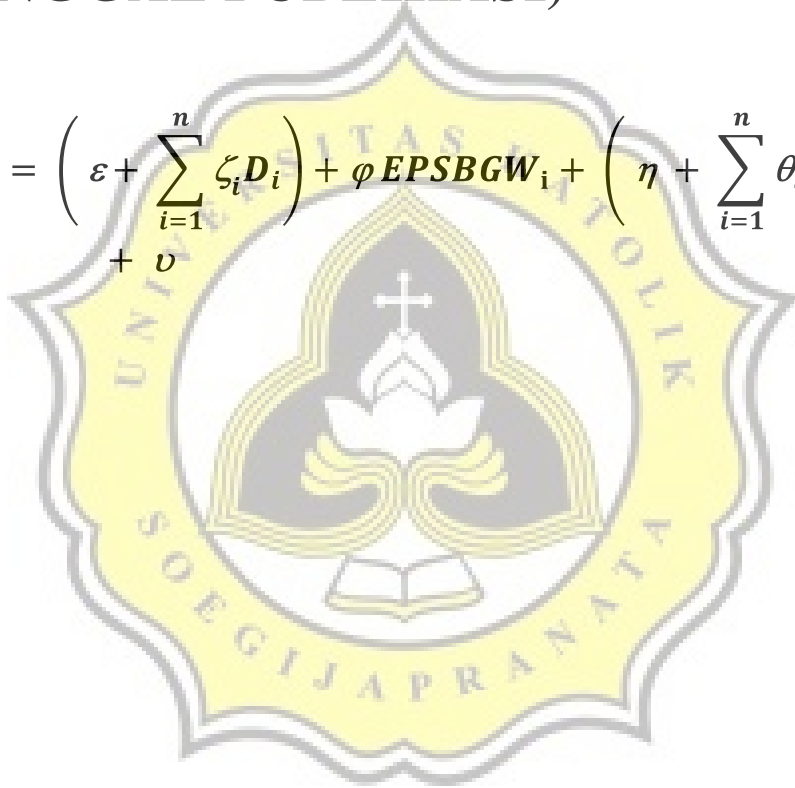 = ( ε + ∑_{i=1}^{n} ζ_i D_i ) + φ EPSBGW_i + ( η + ∑_{i=1}^{n} θ
+ υ
UNIVERSITAS KATOLIK
SOEGIJAPRANATA